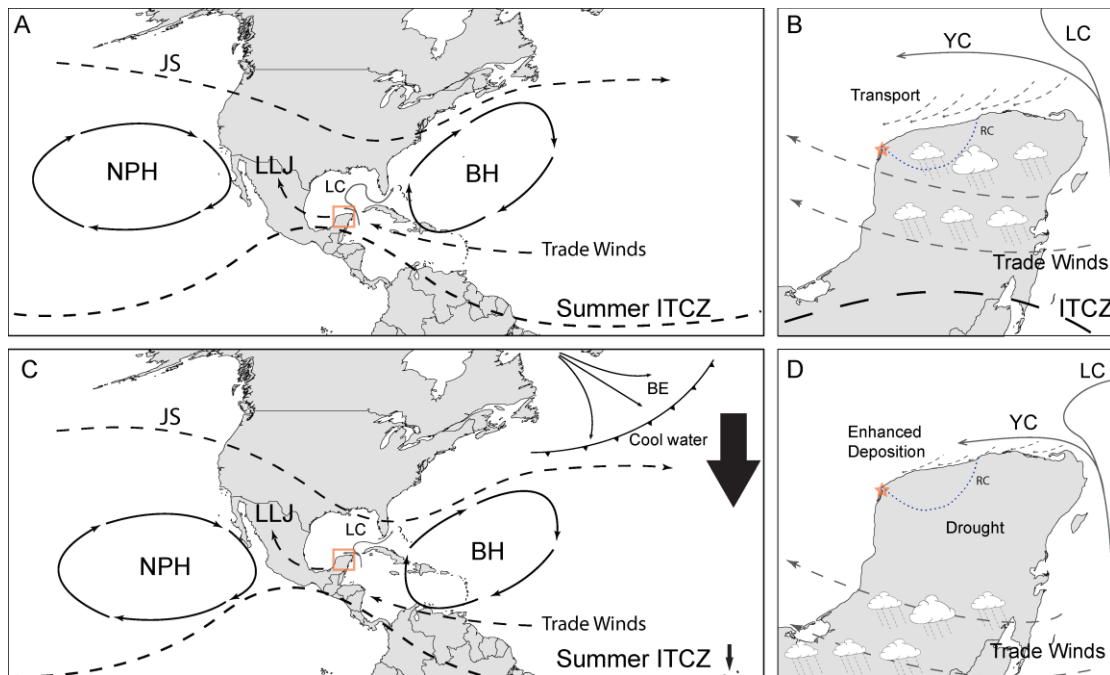 A
JS
NPH
LLJ
LC
BH
Trade Winds
Summer ITCZ
B
LC
YC
Transport
RC
Trade Winds
ITCZ
C
JS
BE
Cool water
LLJ
LC
NPH
BH
Trade Winds
Summer ITCZ
D
LC
YC
Enhanced
Deposition
RC
Drought
Trade Winds